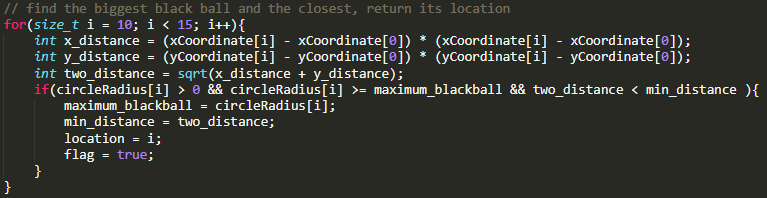 // find the biggest black ball and the closest, return its location
for(size_t i = 10; i < 15; i++){
    int x_distance = (xCoordinate[i] - xCoordinate[0]) * (xCoordinate[i] - xCoordinate[0]);
    int y_distance = (yCoordinate[i] - yCoordinate[0]) * (yCoordinate[i] - yCoordinate[0]);
    int two_distance = sqrt(x_distance + y_distance);
    if(circleRadius[i] > 0 && circleRadius[i] >= maximum_blackball && two_distance < min_distance ){
        maximum_blackball = circleRadius[i];
        min_distance = two_distance;
        location = i;
        flag = true;
    }
}